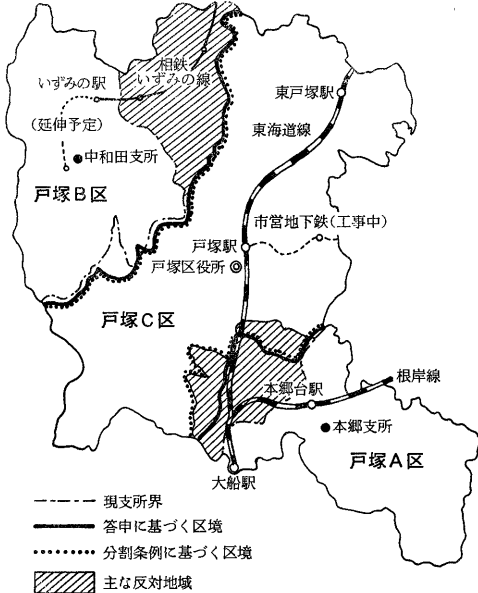 相鉄
いずみの線
いずみの駅
(延伸予定)
中和田支所
戸塚B区
東戸塚駅
東海道線
市営地下鉄(工事中)
戸塚駅
戸塚区役所
戸塚C区
本郷台駅
根岸線
本郷支所
戸塚A区
大船駅
現支所界
答申に基づく区境
分割条例に基づく区境
主な反対地域